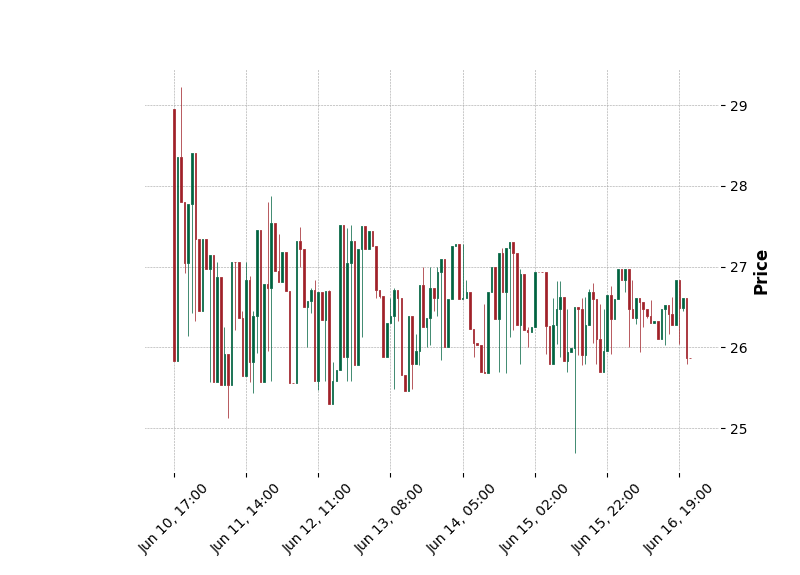 29
28
27
26
25
Price
Jun 10, 17:00
Jun 11, 14:00
Jun 12, 11:00
Jun 13, 08:00
Jun 14, 05:00
Jun 15, 02:00
Jun 15, 22:00
Jun 16, 19:00